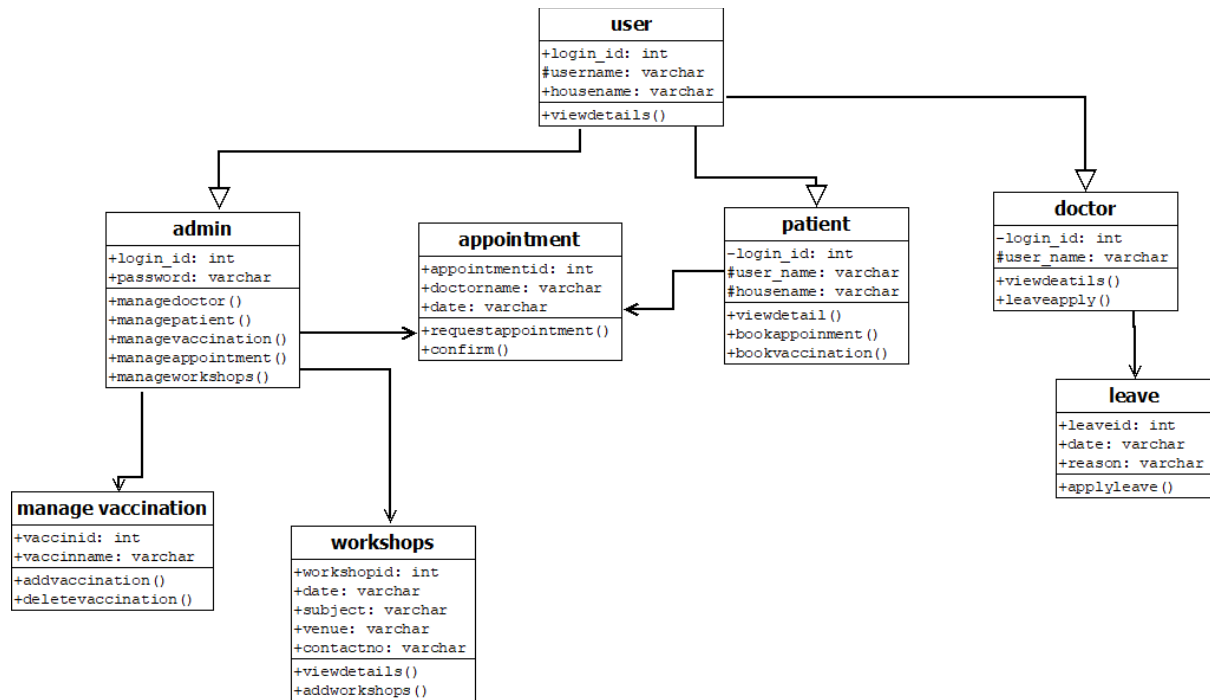 user
+login_id: int
#username: varchar
+housename: varchar
+viewdetails()
admin
+login_id: int
+password: varchar
+managedoctor()
+managepatient()
+managevaccination()
+manageappointment()
+manageworkshops()
appointment
+appointmentid: int
+doctorname: varchar
+date: varchar
+requestappointment()
+confirm()
patient
-login_id: int
#user_name: varchar
#housename: varchar
+viewdetail()
+bookappoinment()
+bookvaccination()
doctor
-login_id: int
#user_name: varchar
+viewdeatils()
+leaveapply()
leave
+leaveid: int
+date: varchar
+reason: varchar
+applyleave()
manage vaccination
+vaccinid: int
+vaccinname: varchar
+addvaccination()
+deletevaccination()
workshops
+workshopid: int
+date: varchar
+subject: varchar
+venue: varchar
+contactno: varchar
+viewdetails()
+addworkshops()